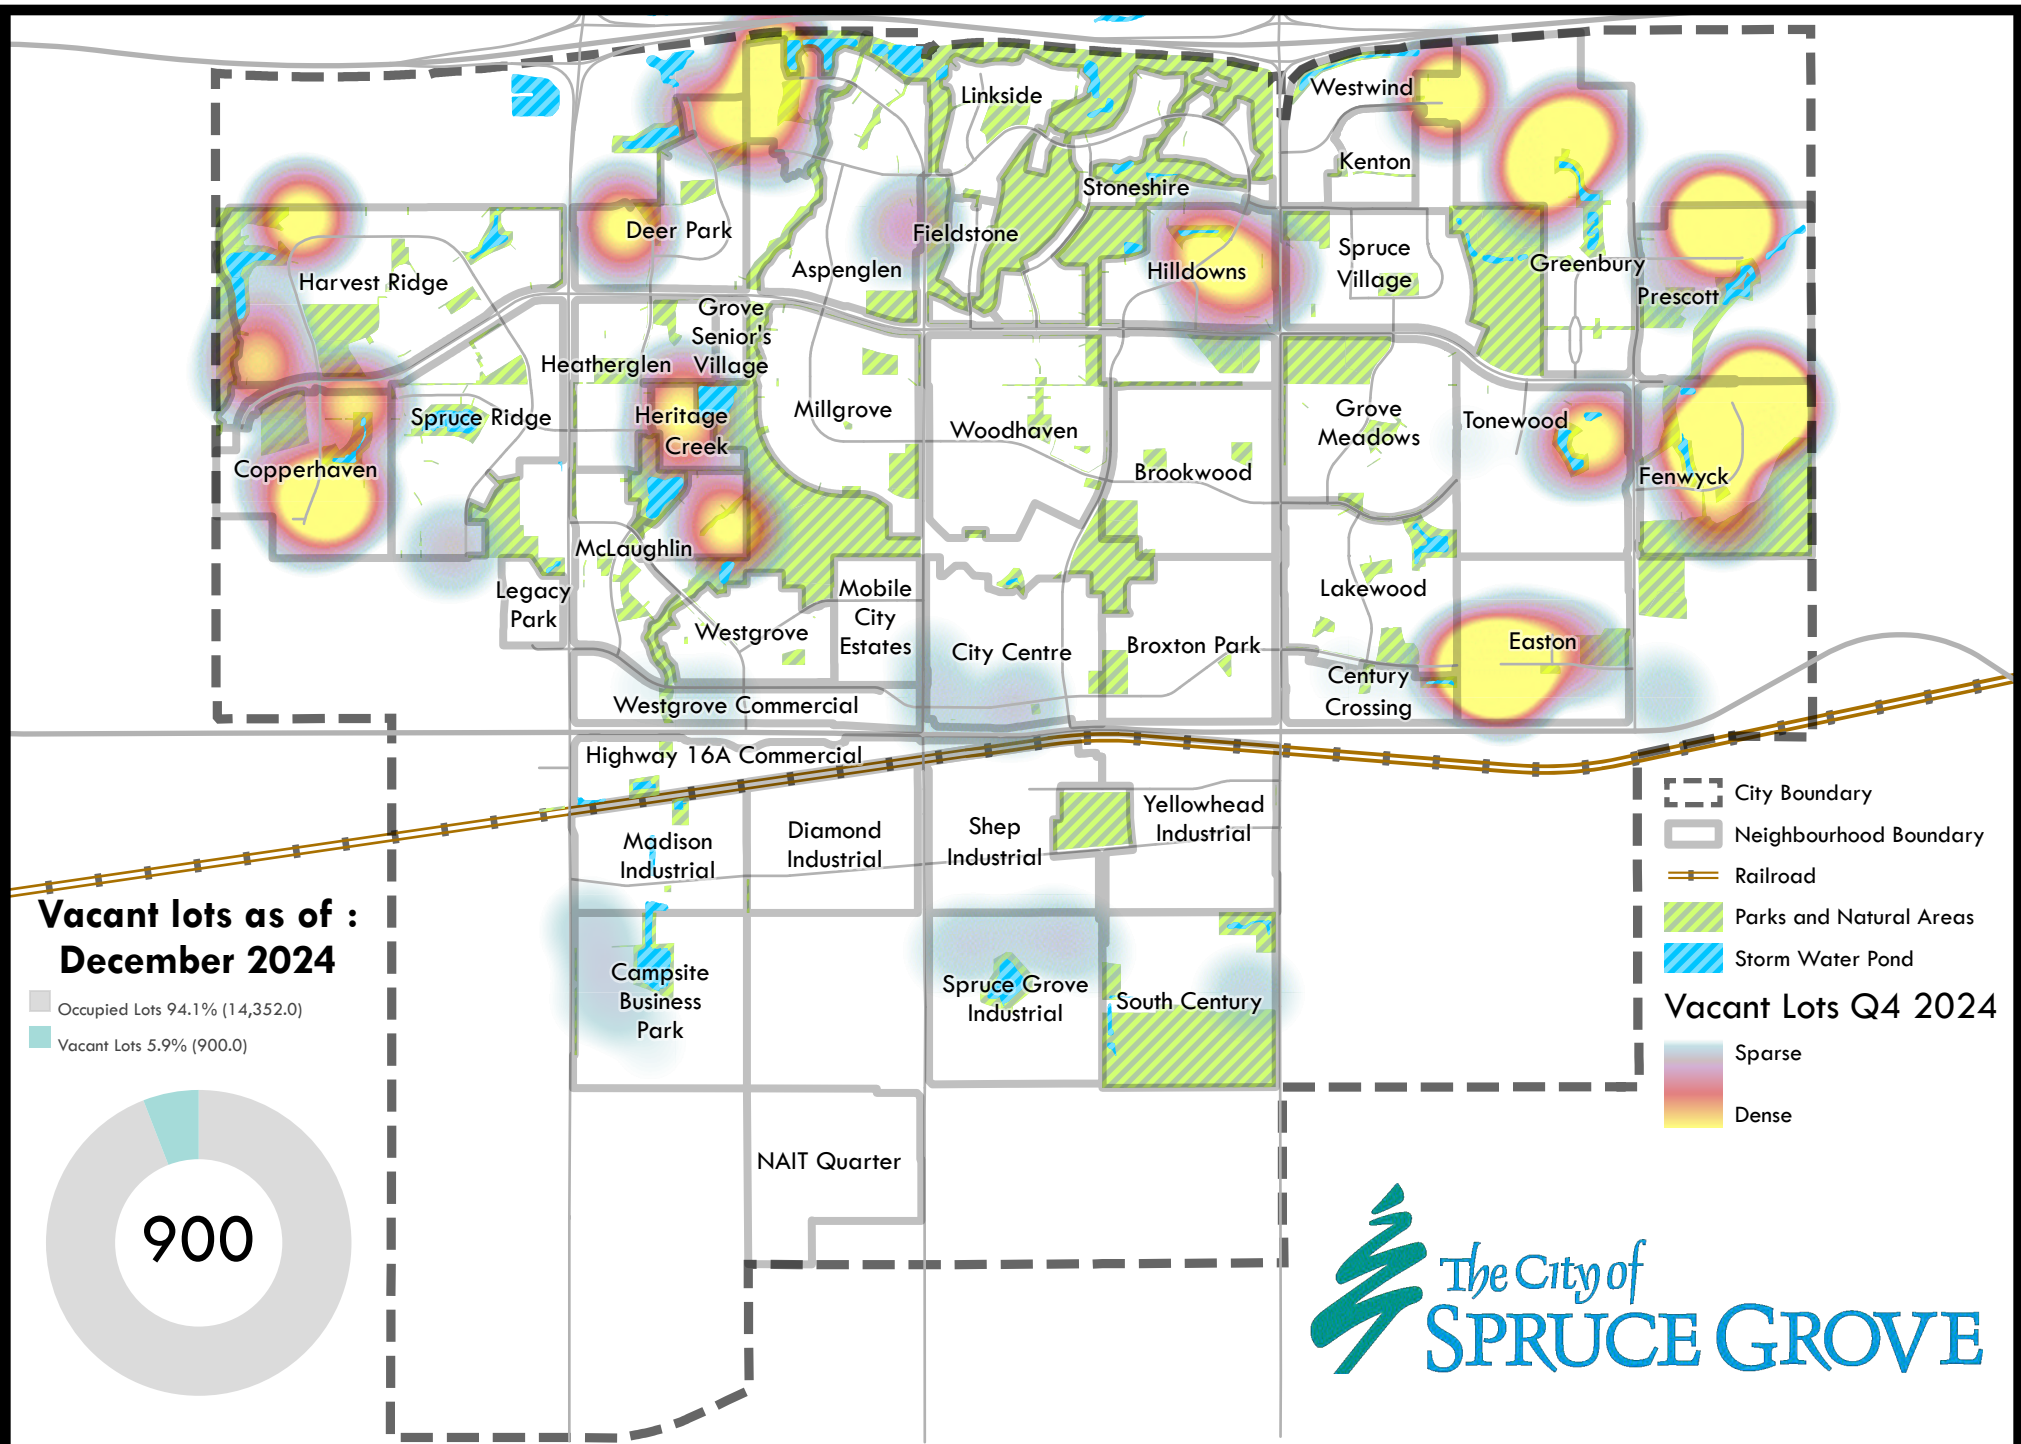 Linkside
Westwind
Kenton
Stoneshire
Deer Park
Fieldstone
Aspenglen
Hilldowns
Spruce
Village
Greenbury
Harvest Ridge
Prescott
Grove
Senior's
Village
Heatherglen
Spruce Ridge
Heritage
Creek
Millgrove
Woodhaven
Grove
Meadows
Tonewood
Copperhaven
Brookwood
Fenwyck
McLaughlin
Legacy
Park
Mobile
City
Estates
Lakewood
Westgrove
City Centre
Broxton Park
Easton
Century
Crossing
Westgrove Commercial
Highway 16A Commercial
Madison
Industrial
Diamond
Industrial
Shep
Industrial
Yellowhead
Industrial
Campsite
Business
Park
Spruce Grove
Industrial
South Century
NAIT Quarter
Vacant lots as of :
December 2024
Occupied Lots 94.1% (14,352.0)
Vacant Lots 5.9% (900.0)
900
City Boundary
Neighbourhood Boundary
Railroad
Parks and Natural Areas
Storm Water Pond
Vacant Lots Q4 2024
Sparse
Dense
The City of
SPRUCE GROVE